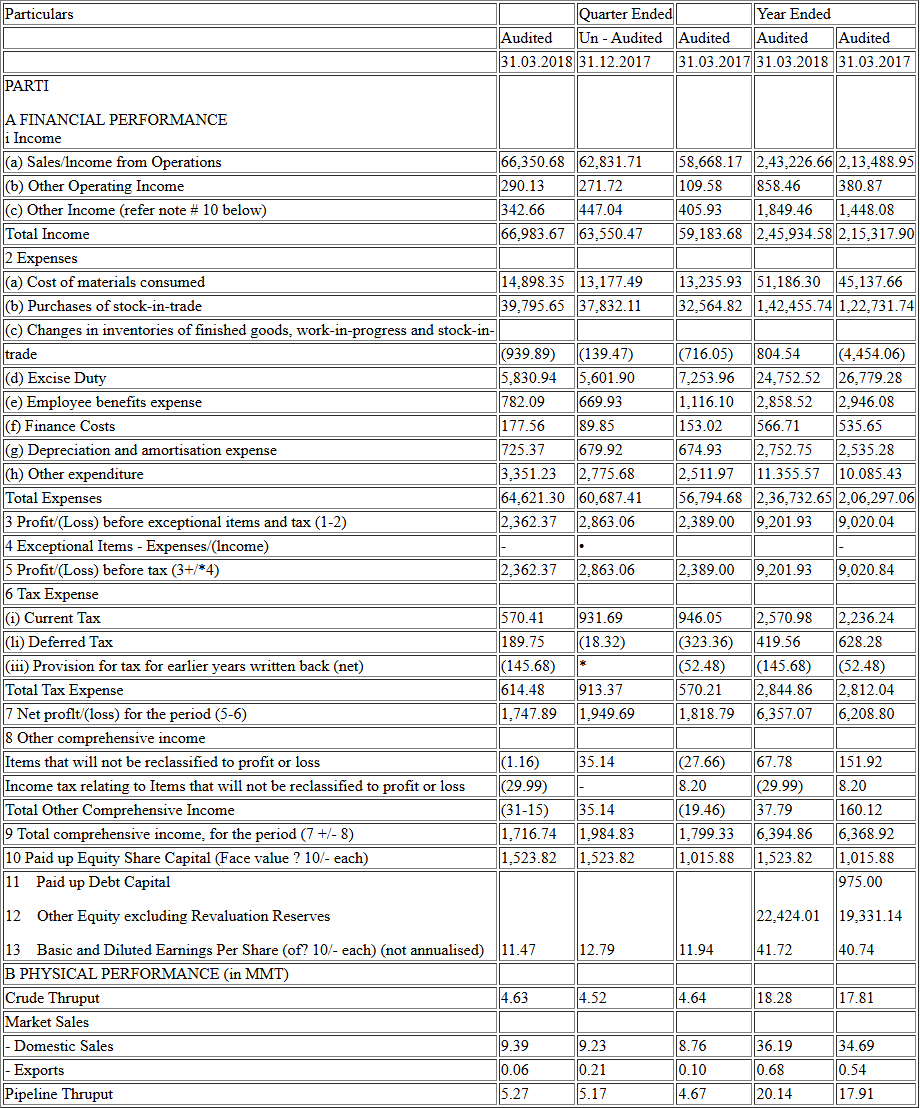 Particulars Quarter Ended Year Ended
Audited Un - Audited Audited Audited Audited
31.03.2018 31.12.2017 31.03.2017 31.03.2018 31.03.2017
PARTI
A FINANCIAL PERFORMANCE
i Income
(a) Sales/lncome from Operations 66,350.68 62,831.71 58,668.17 2,43,226.66 2,13,488.95
(b) Other Operating Income 290.13 271.72 109.58 858.46 380.87
(c) Other Income (refer note # 10 below) 342.66 447.04 405.93 1,849.46 1,448.08
Total Income 66,983.67 63,550.47 59,183.68 2,45,934.58 2,15,317.90
2 Expenses
(a) Cost of materials consumed 14,898.35 13,177.49 13,235.93 51,186.30 45,137.66
(b) Purchases of stock-in-trade 39,795.65 37,832.11 32,564.82 1,42,455.74 1,22,731.74
(c) Changes in inventories of finished goods, work-in-progress and stock-in-
trade (939.89) (139.47) (716.05) 804.54 (4,454.06)
(d) Excise Duty 5,830.94 5,601.90 7,253.96 24,752.52 26,779.28
(e) Employee benefits expense 782.09 669.93 1,116.10 2,858.52 2,946.08
(f) Finance Costs 177.56 89.85 153.02 566.71 535.65
(g) Depreciation and amortisation expense 725.37 679.92 674.93 2,752.75 2,535.28
(h) Other expenditure 3,351.23 2,775.68 2,511.97 11.355.57 10.085.43
Total Expenses 64,621.30 60,687.41 56,794.68 2,36,732.65 2,06,297.06
3 Profit/(Loss) before exceptional items and tax (1-2) 2,362.37 2,863.06 2,389.00 9,201.93 9,020.04
4 Exceptional Items - Expenses/(lncome) - • -
5 Profit/(Loss) before tax (3+/*4) 2,362.37 2,863.06 2,389.00 9,201.93 9,020.84
6 Tax Expense
(i) Current Tax 570.41 931.69 946.05 2,570.98 2,236.24
(li) Deferred Tax 189.75 (18.32) (323.36) 419.56 628.28
(iii) Provision for tax for earlier years written back (net) (145.68) * (52.48) (145.68) (52.48)
Total Tax Expense 614.48 913.37 570.21 2,844.86 2,812.04
7 Net proflt/(loss) for the period (5-6) 1,747.89 1,949.69 1,818.79 6,357.07 6,208.80
8 Other comprehensive income
Items that will not be reclassified to profit or loss (1.16) 35.14 (27.66) 67.78 151.92
Income tax relating to Items that will not be reclassified to profit or loss (29.99) - 8.20 (29.99) 8.20
Total Other Comprehensive Income (31-15) 35.14 (19.46) 37.79 160.12
9 Total comprehensive income, for the period (7 +/- 8) 1,716.74 1,984.83 1,799.33 6,394.86 6,368.92
10 Paid up Equity Share Capital (Face value ? 10/- each) 1,523.82 1,523.82 1,015.88 1,523.82 1,015.88
11 Paid up Debt Capital 975.00
12 Other Equity excluding Revaluation Reserves 22,424.01 19,331.14
13 Basic and Diluted Earnings Per Share (of? 10/- each) (not annualised) 11.47 12.79 11.94 41.72 40.74
B PHYSICAL PERFORMANCE (in MMT)
Crude Thruput 4.63 4.52 4.64 18.28 17.81
Market Sales
- Domestic Sales 9.39 9.23 8.76 36.19 34.69
- Exports 0.06 0.21 0.10 0.68 0.54
Pipeline Thruput 5.27 5.17 4.67 20.14 17.91